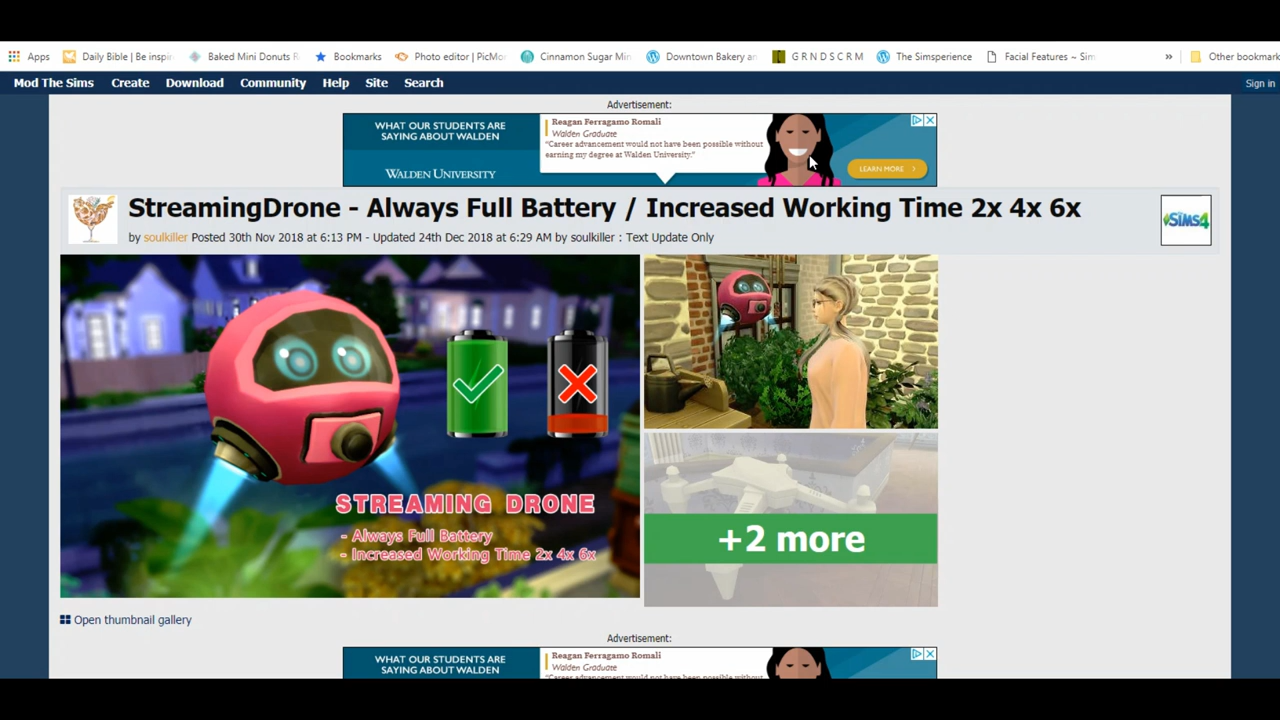 Apps Daily Bible | Be inspi Baked Mini Donuts R Bookmarks Photo editor | PicMo Cinnamon Sugar Min Downtown Bakery an G R N D S C R M The Simsperience Facial Features ~ Sim » Other bookmark
Mod The Sims Create Download Community Help Site Search Sign in
Advertisement:
WHAT OUR STUDENTS ARE
SAYING ABOUT WALDEN
WALDEN UNIVERSITY
Reagan Ferragamo Romali
Walden Graduate
“Career advancement would not have been possible without
earning my degree at Walden University.”
LEARN MORE >
StreamingDrone - Always Full Battery / Increased Working Time 2x 4x 6x
by soulkiller Posted 30th Nov 2018 at 6:13 PM - Updated 24th Dec 2018 at 6:29 AM by soulkiller : Text Update Only
SIMS4
STREAMING DRONE
- Always Full Battery
- Increased Working Time 2x 4x 6x
+2 more
Open thumbnail gallery
Advertisement:
WHAT OUR STUDENTS ARE
SAYING ABOUT WALDEN
Reagan Ferragamo Romali
Walden Graduate